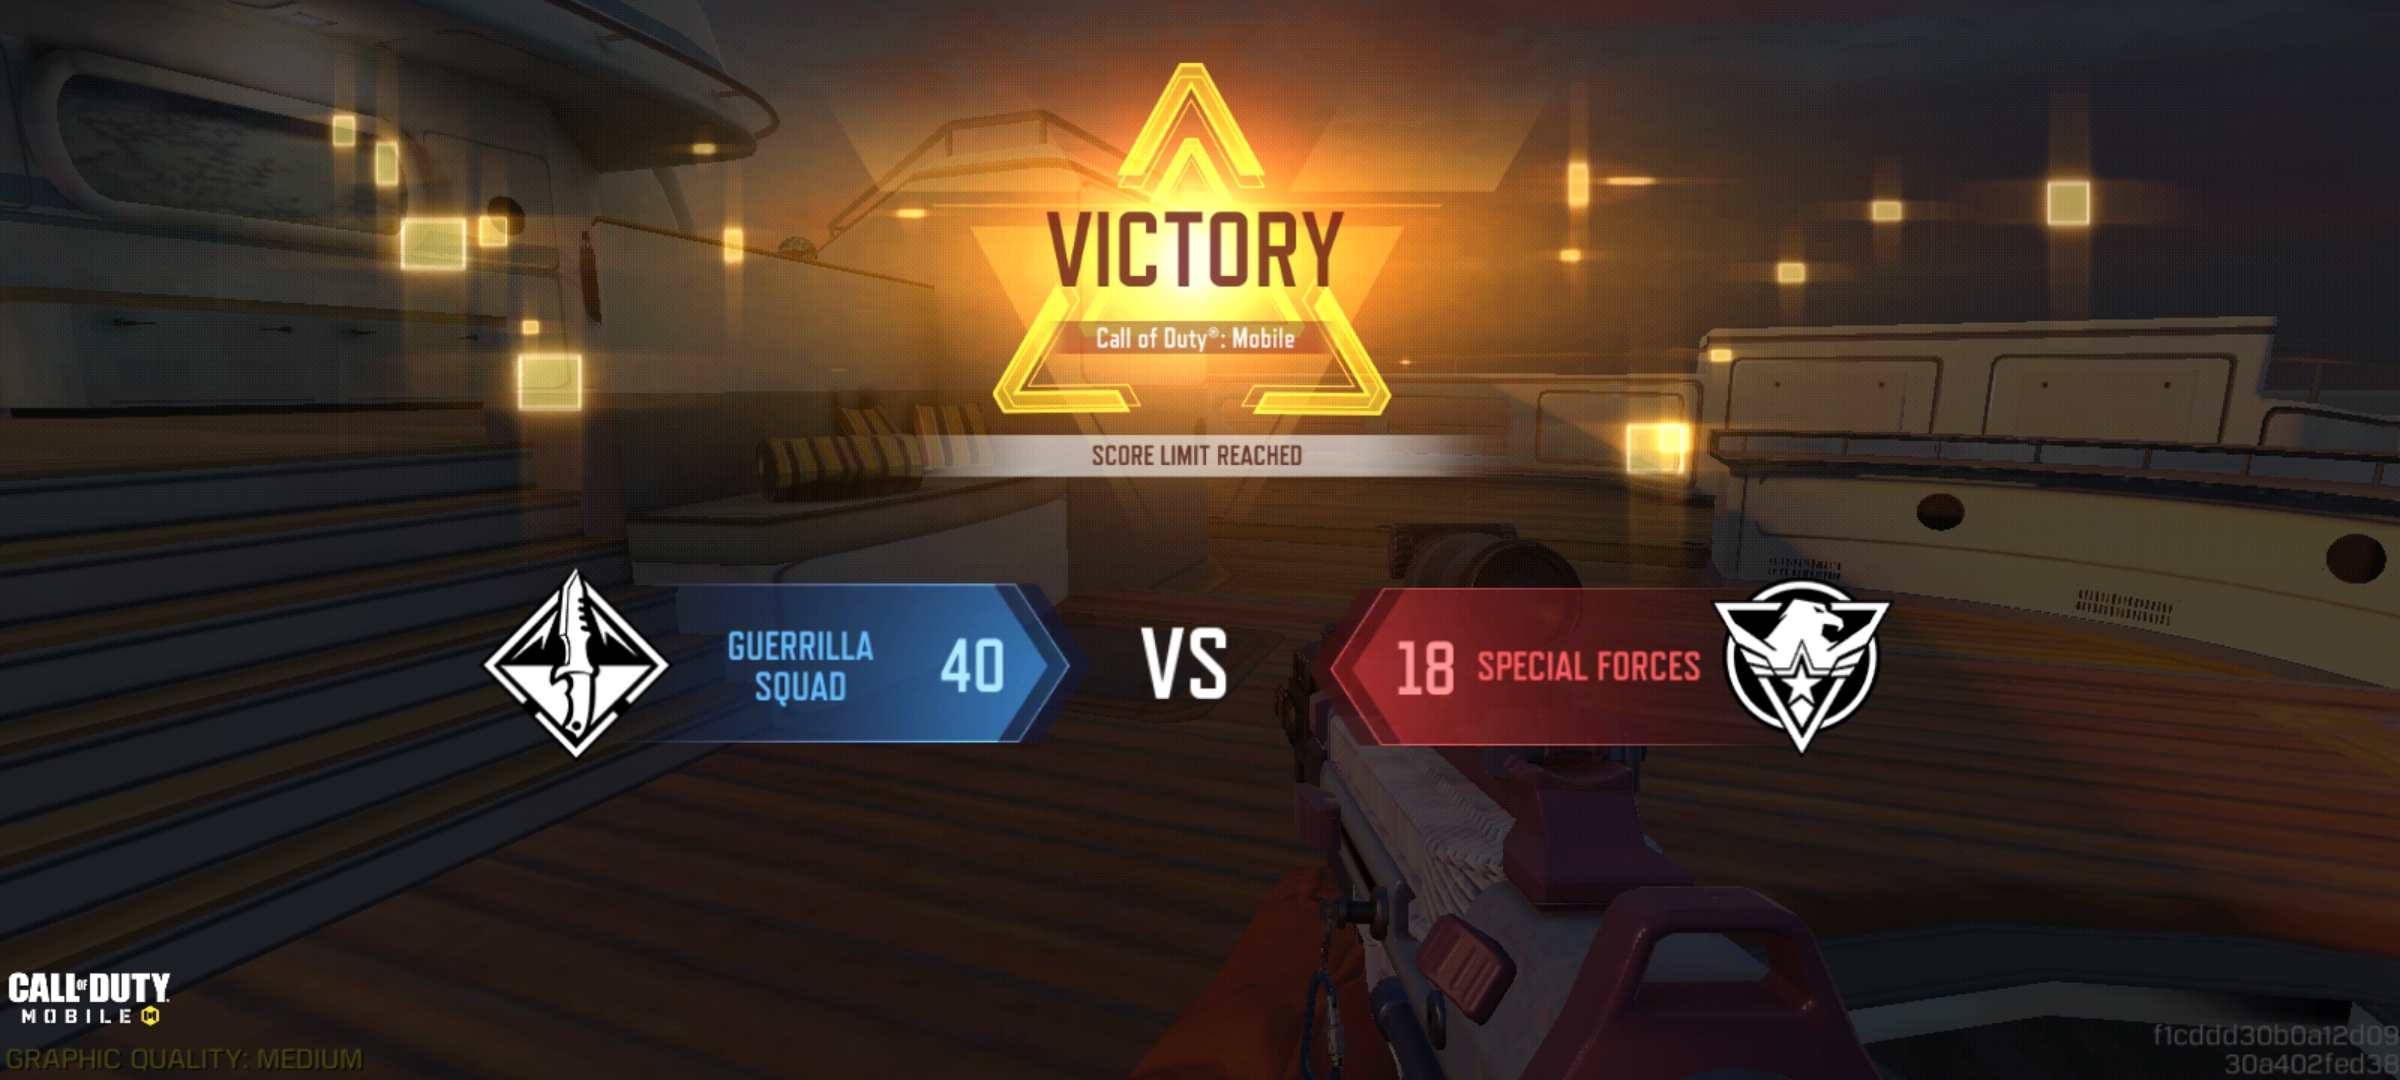 VICTORY
Call of Duty®: Mobile
SCORE LIMIT REACHED
GUERRILLA
SQUAD
40
VS
18
SPECIAL FORCES
CALL OF DUTY
MOBILE
GRAPHIC QUALITY: MEDIUM
f1cddd30b0a12d09
30a402fed38